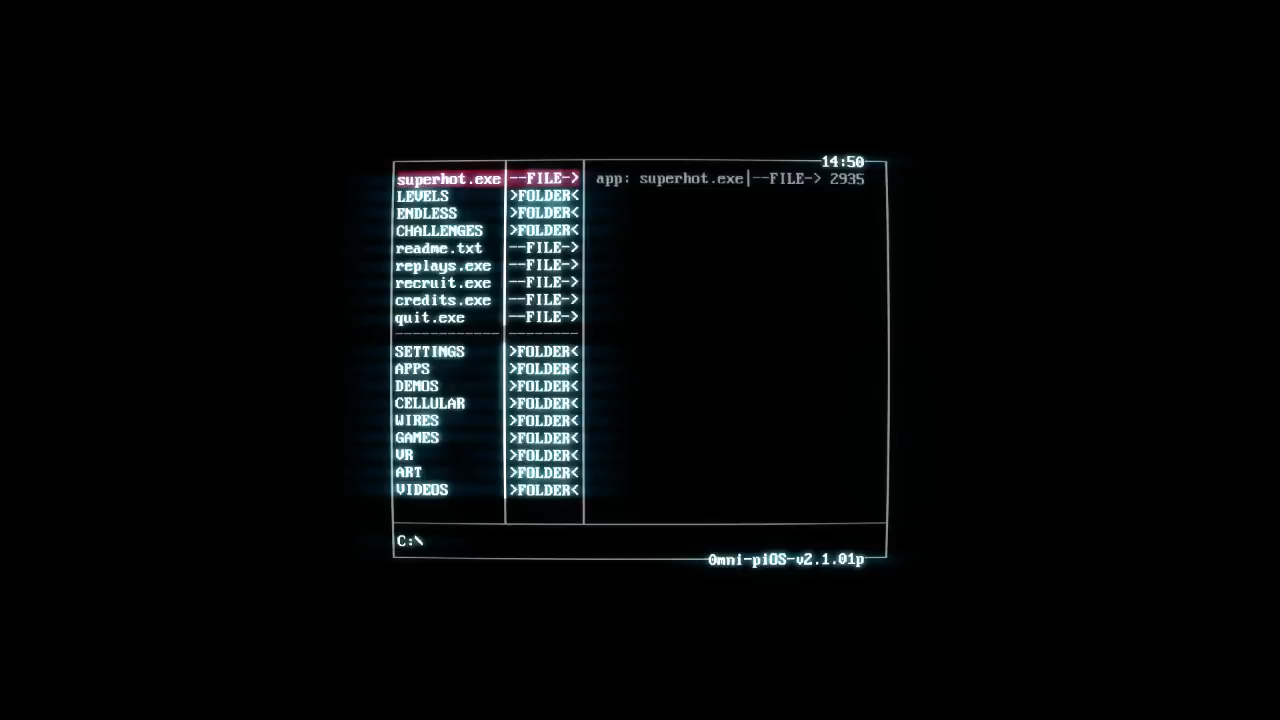 14:50
superhot.exe --FILE-> app: superhot.exe|--FILE-> 2935
LEVELS >FOLDER<
ENDLESS >FOLDER<
CHALLENGES >FOLDER<
readme.txt --FILE->
replays.exe --FILE->
recruit.exe --FILE->
credits.exe --FILE->
quit.exe --FILE->
------------ --------
SETTINGS >FOLDER<
APPS >FOLDER<
DEMOS >FOLDER<
CELLULAR >FOLDER<
WIRES >FOLDER<
GAMES >FOLDER<
VR >FOLDER<
ART >FOLDER<
VIDEOS >FOLDER<
C:\
Omni-piOS-v2.1.01p